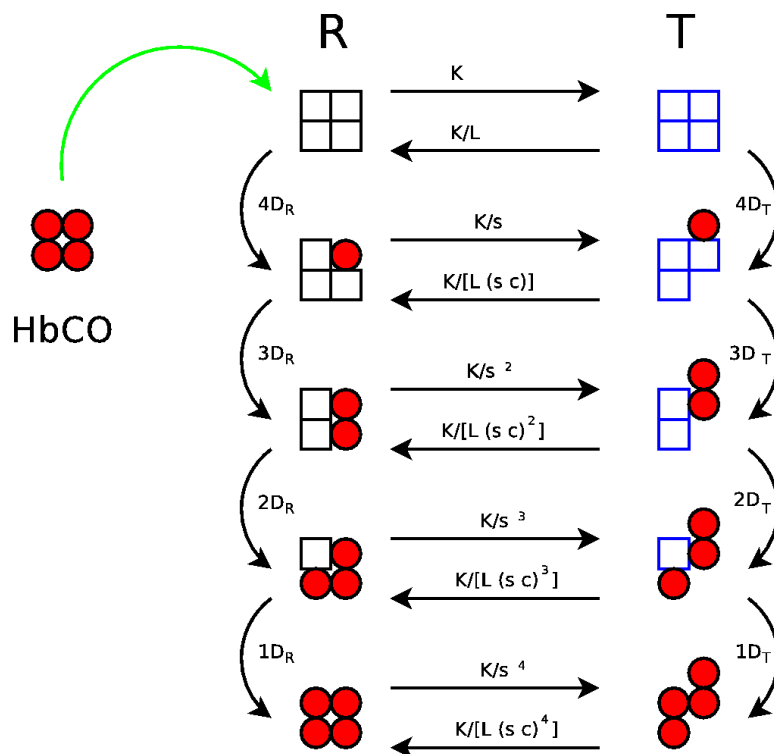 R
T
K
K/L
4D_R
4D_T
K/s
K/[L (s c)]
HbCO
3D_R
3D_T
K/s ²
K/[L (s c)²]
2D_R
2D_T
K/s ³
K/[L (s c)³]
1D_R
1D_T
K/s ⁴
K/[L (s c)⁴]